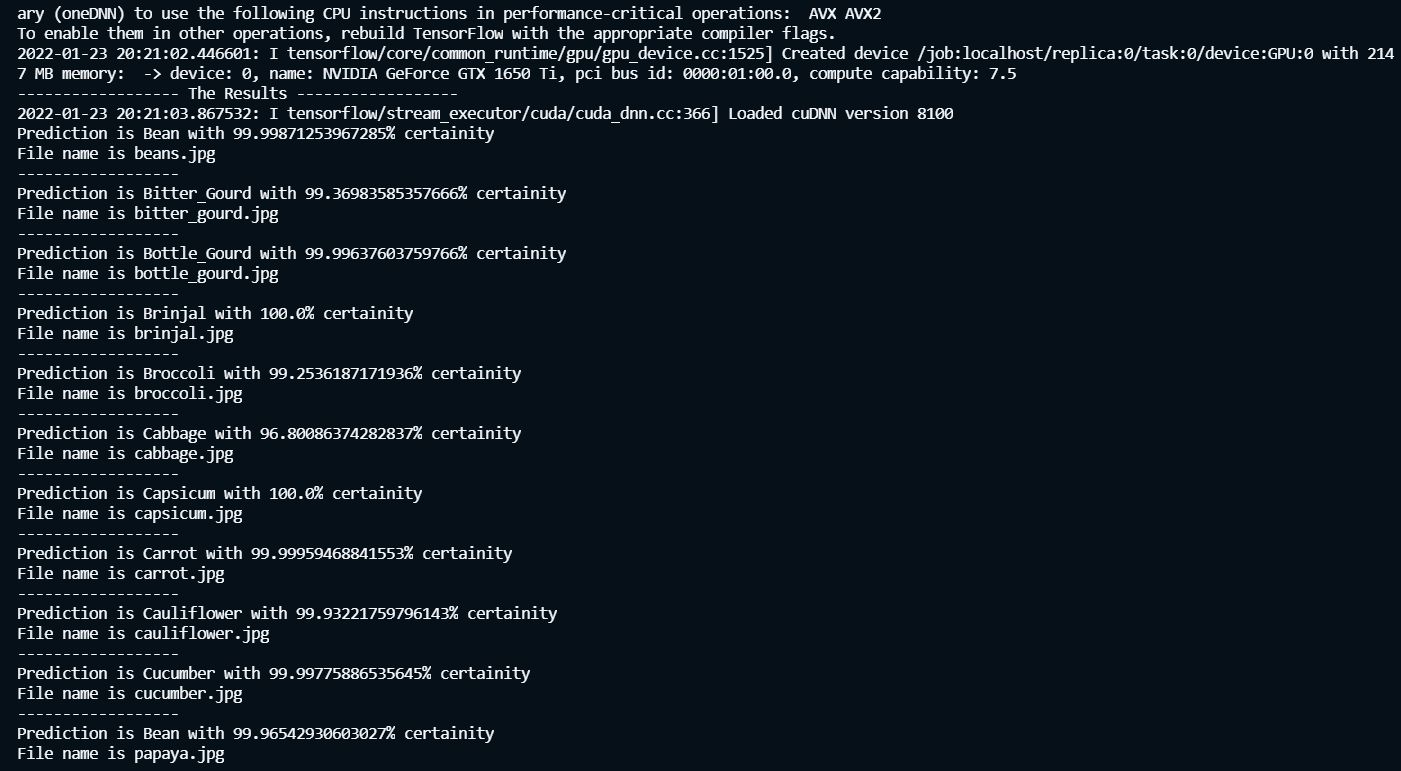 ary (oneDNN) to use the following CPU instructions in performance-critical operations:  AVX AVX2
To enable them in other operations, rebuild TensorFlow with the appropriate compiler flags.
2022-01-23 20:21:02.446601: I tensorflow/core/common_runtime/gpu/gpu_device.cc:1525] Created device /job:localhost/replica:0/task:0/device:GPU:0 with 214
7 MB memory:  -> device: 0, name: NVIDIA GeForce GTX 1650 Ti, pci bus id: 0000:01:00.0, compute capability: 7.5
------------------ The Results ------------------
2022-01-23 20:21:03.867532: I tensorflow/stream_executor/cuda/cuda_dnn.cc:366] Loaded cuDNN version 8100
Prediction is Bean with 99.99871253967285% certainity
File name is beans.jpg
------------------
Prediction is Bitter_Gourd with 99.36983585357666% certainity
File name is bitter_gourd.jpg
------------------
Prediction is Bottle_Gourd with 99.99637603759766% certainity
File name is bottle_gourd.jpg
------------------
Prediction is Brinjal with 100.0% certainity
File name is brinjal.jpg
------------------
Prediction is Broccoli with 99.2536187171936% certainity
File name is broccoli.jpg
------------------
Prediction is Cabbage with 96.80086374282837% certainity
File name is cabbage.jpg
------------------
Prediction is Capsicum with 100.0% certainity
File name is capsicum.jpg
------------------
Prediction is Carrot with 99.99959468841553% certainity
File name is carrot.jpg
------------------
Prediction is Cauliflower with 99.93221759796143% certainity
File name is cauliflower.jpg
------------------
Prediction is Cucumber with 99.99775886535645% certainity
File name is cucumber.jpg
------------------
Prediction is Bean with 99.96542930603027% certainity
File name is papaya.jpg